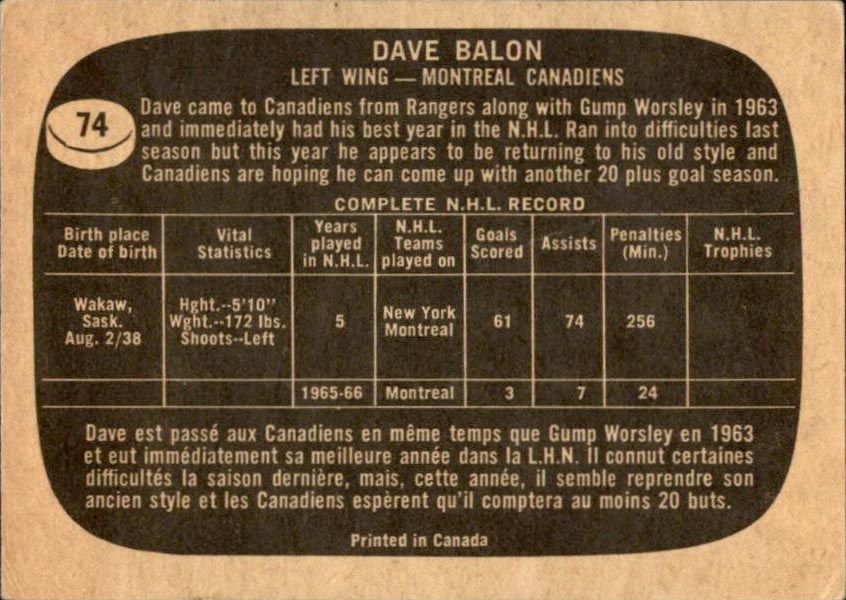 DAVE BALON
LEFT WING — MONTREAL CANADIENS
74
Dave came to Canadiens from Rangers along with Gump Worsley in 1963
and immediately had his best year in the N.H.L. Ran into difficulties last
season but this year he appears to be returning to his old style and
Canadiens are hoping he can come up with another 20 plus goal season.
COMPLETE N.H.L. RECORD
Birth place
Date of birth
Vital
Statistics
Years
played
in N.H.L.
N.H.L.
Teams
played on
Goals
Scored
Assists
Penalties
(Min.)
N.H.L.
Trophies
Wakaw,
Sask.
Aug. 2/38
Hght.--5'10"
Wght.--172 lbs.
Shoots--Left
5
New York
Montreal
61
74
256
1965-66
Montreal
3
7
24
Dave est passé aux Canadiens en même temps que Gump Worsley en 1963
et eut immédiatement sa meilleure année dans la L.H.N. Il connut certaines
difficultés la saison dernière, mais, cette année, il semble reprendre son
ancien style et les Canadiens espèrent qu'il comptera au moins 20 buts.
Printed in Canada